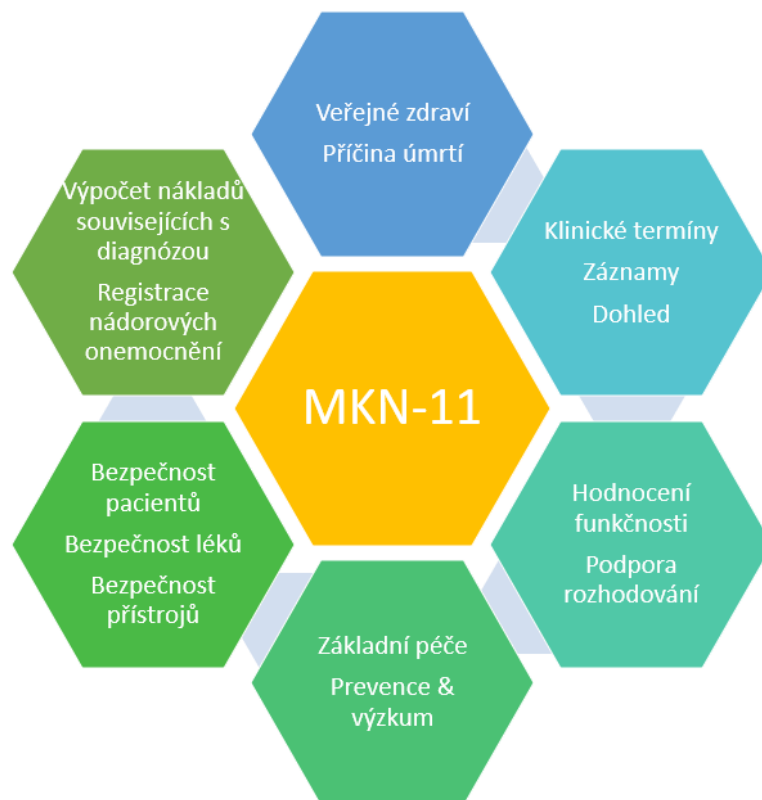 Veřejné zdraví
Příčina úmrtí
Klinické termíny
Záznamy
Dohled
Hodnocení
funkčnosti
Podpora
rozhodování
Základní péče
Prevence &
výzkum
Bezpečnost
pacientů
Bezpečnost léků
Bezpečnost
přístrojů
Výpočet nákladů
souvisejících s
diagnózou
Registrace
nádorových
onemocnění
MKN-11